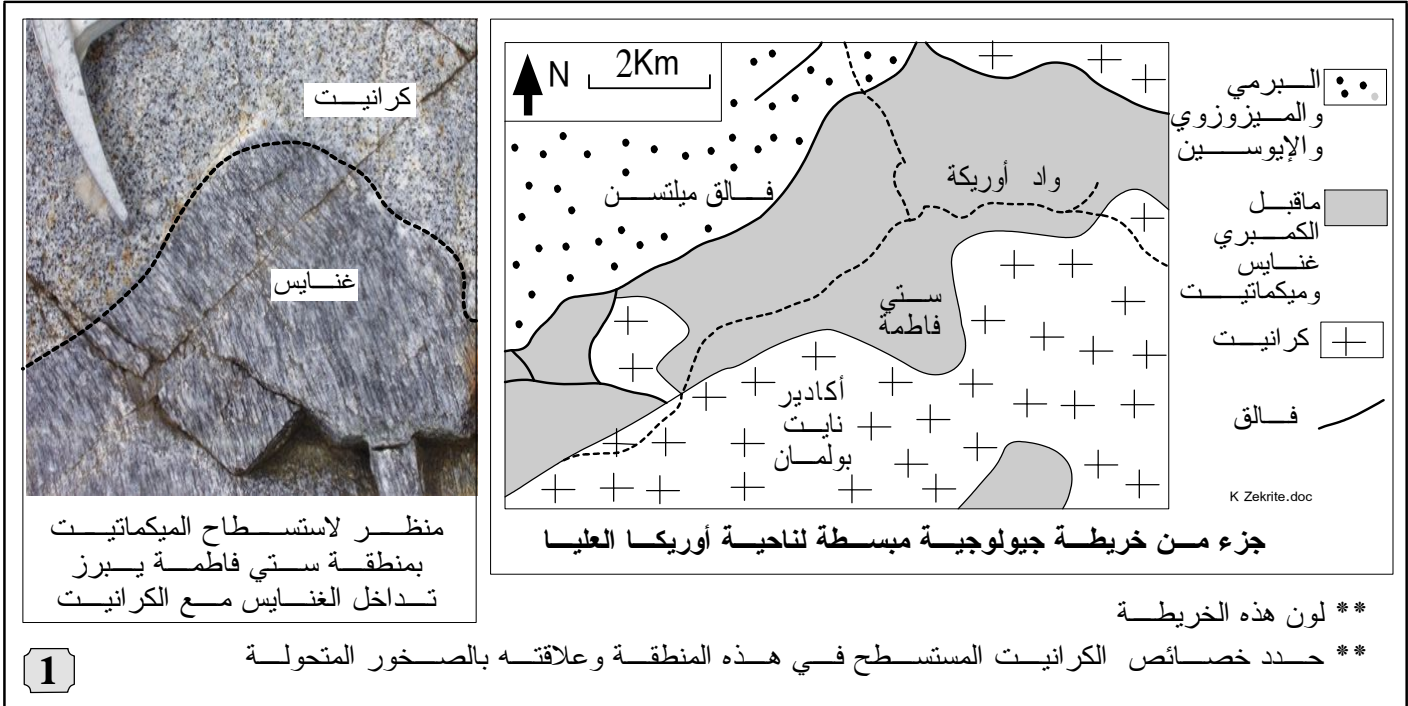 كرانيت
غنايس
منظر لاستسطاح الميكماتيت
بمنطقة ستي فاطمة يبرز
تداخل الغنايس مع الكرانيت
N
2Km
فالق ميلتسن
واد أوريكة
ستي
فاطمة
أكادير
نايت
بولمان
البرمي
والميزوزوي
والإيوسين
ماقبل
الكمبري
غنايس
وميكماتيت
كرانيت
فالق
K Zekrite.doc
جزء من خريطة جيولوجية مبسطة لناحية أوريكا العليا
** لون هذه الخريطة
** حدد خصائص الكرانيت المستسطح في هذه المنطقة وعلاقته بالصخور المتحولة
1